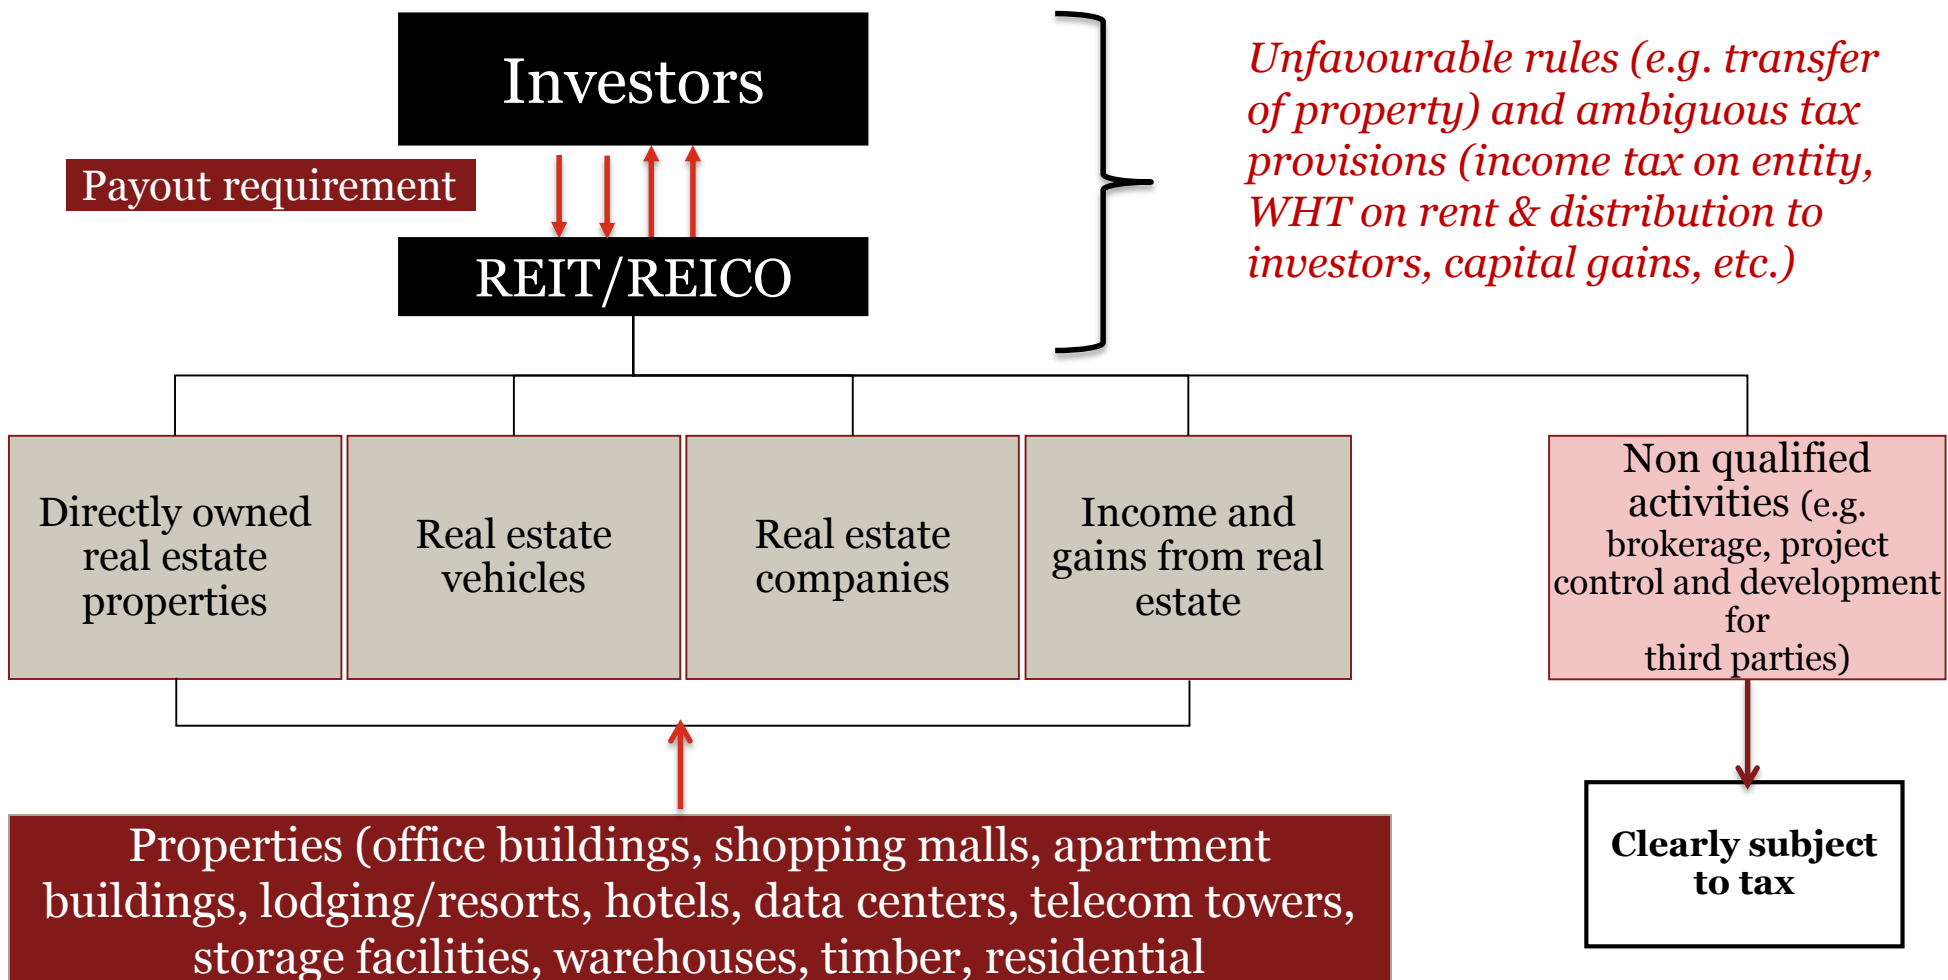 Investors
Unfavourable rules (e.g. transfer
of property) and ambiguous tax
provisions (income tax on entity,
WHT on rent & distribution to
investors, capital gains, etc.)
Payout requirement
REIT/REICO
Directly owned
real estate
properties
Real estate
vehicles
Real estate
companies
Income and
gains from real
estate
Non qualified
activities (e.g.
brokerage, project
control and development
for
third parties)
Clearly subject
to tax
Properties (office buildings, shopping malls, apartment
buildings, lodging/resorts, hotels, data centers, telecom towers,
storage facilities, warehouses, timber, residential